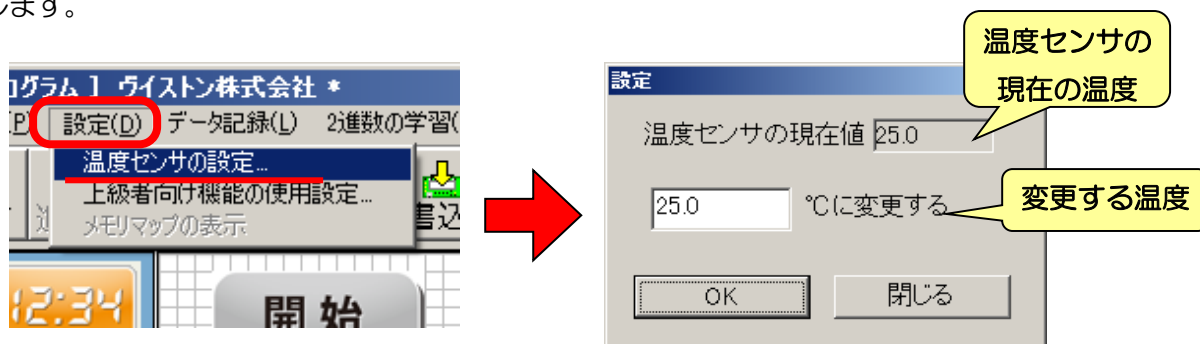 します。
温度センサの
現在の温度
ログラム ] ヴイストン株式会社 *
(P) 設定(D) データ記録(L) 2進数の学習(
温度センサの設定...
上級者向け機能の使用設定...
メモリマップの表示
書込
12:34
開始
設定
温度センサの現在値 25.0
25.0 ℃に変更する
変更する温度
OK 閉じる